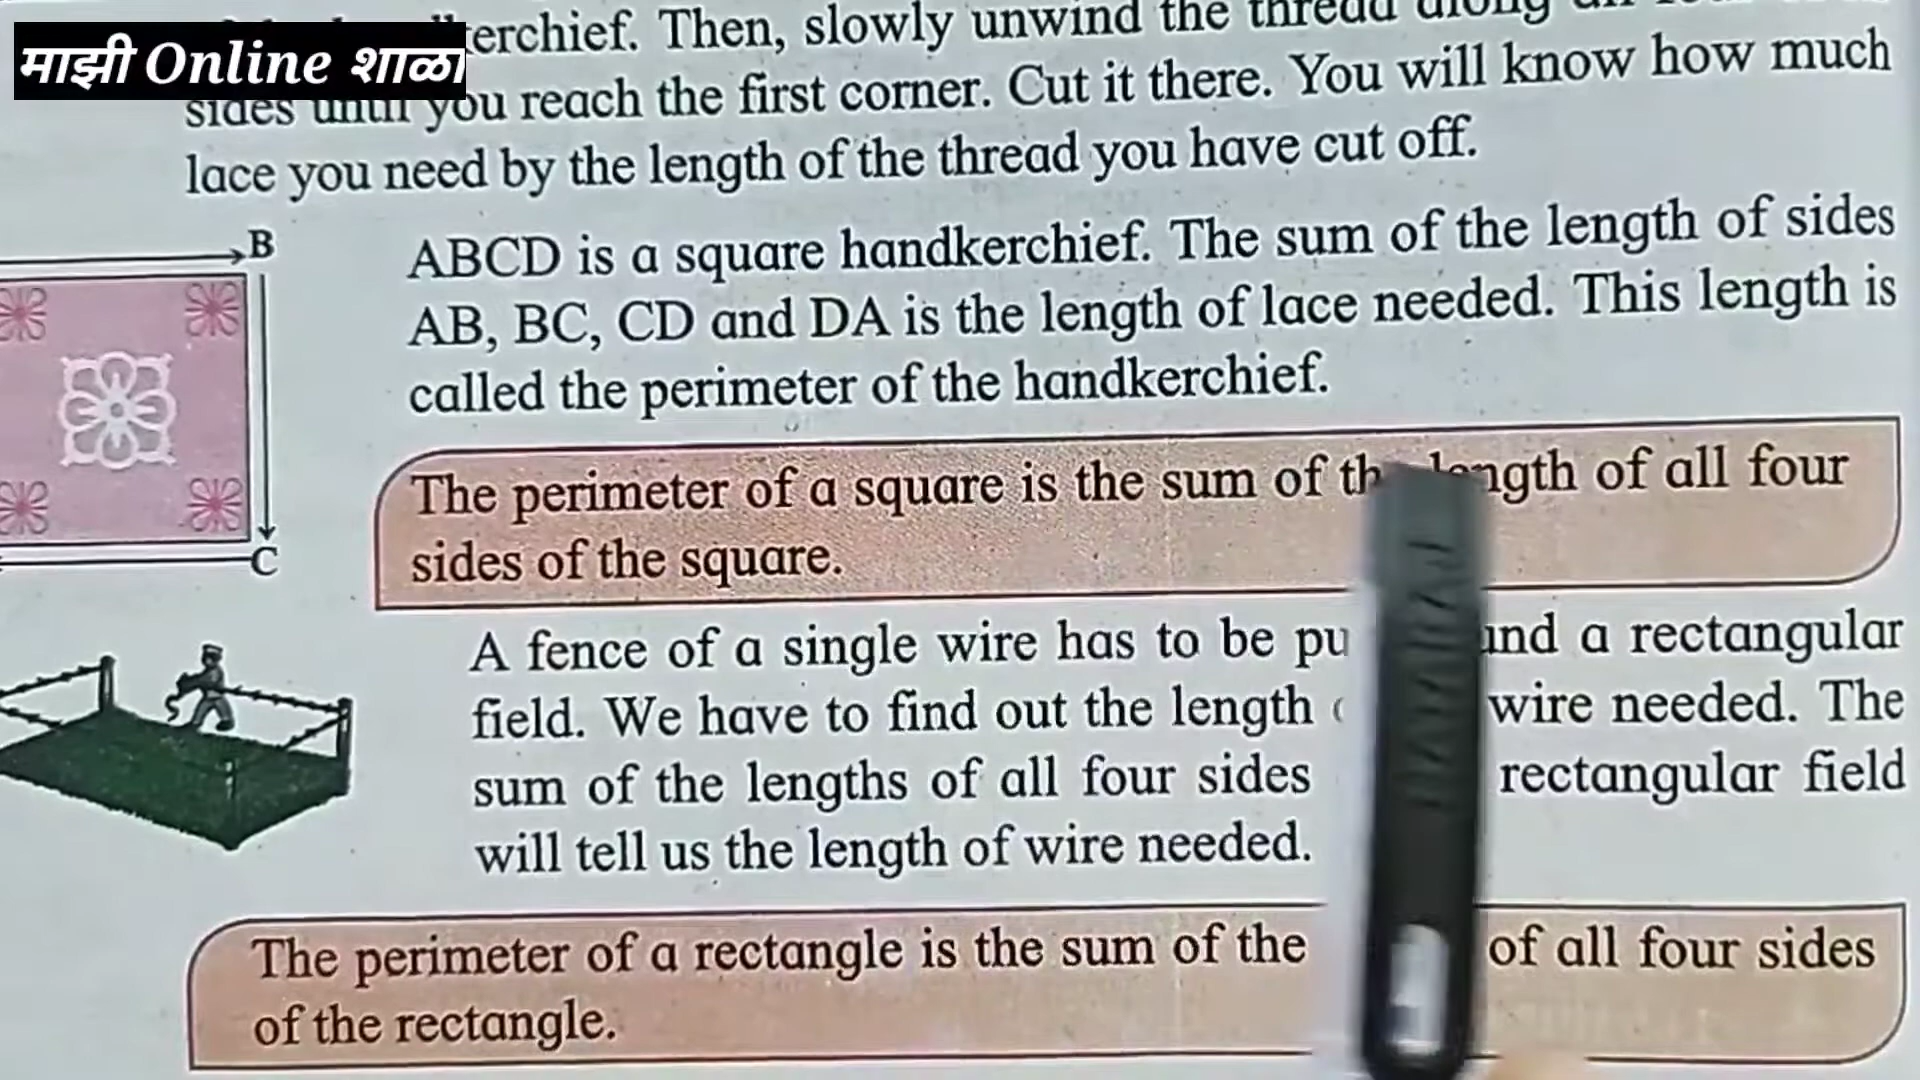 माझी Online शाळा
erchief. Then, slowly unwind the thread along
sides until you reach the first corner. Cut it there. You will know how much
lace you need by the length of the thread you have cut off.
B
ABCD is a square handkerchief. The sum of the length of sides
AB, BC, CD and DA is the length of lace needed. This length is
called the perimeter of the handkerchief.
C
The perimeter of a square is the sum of the length of all four
sides of the square.
A fence of a single wire has to be a rectangular
field. We have to find out the length wire needed. The
sum of the lengths of all four sides rectangular field
will tell us the length of wire needed.
The perimeter of a rectangle is the sum of the of all four sides
of the rectangle.